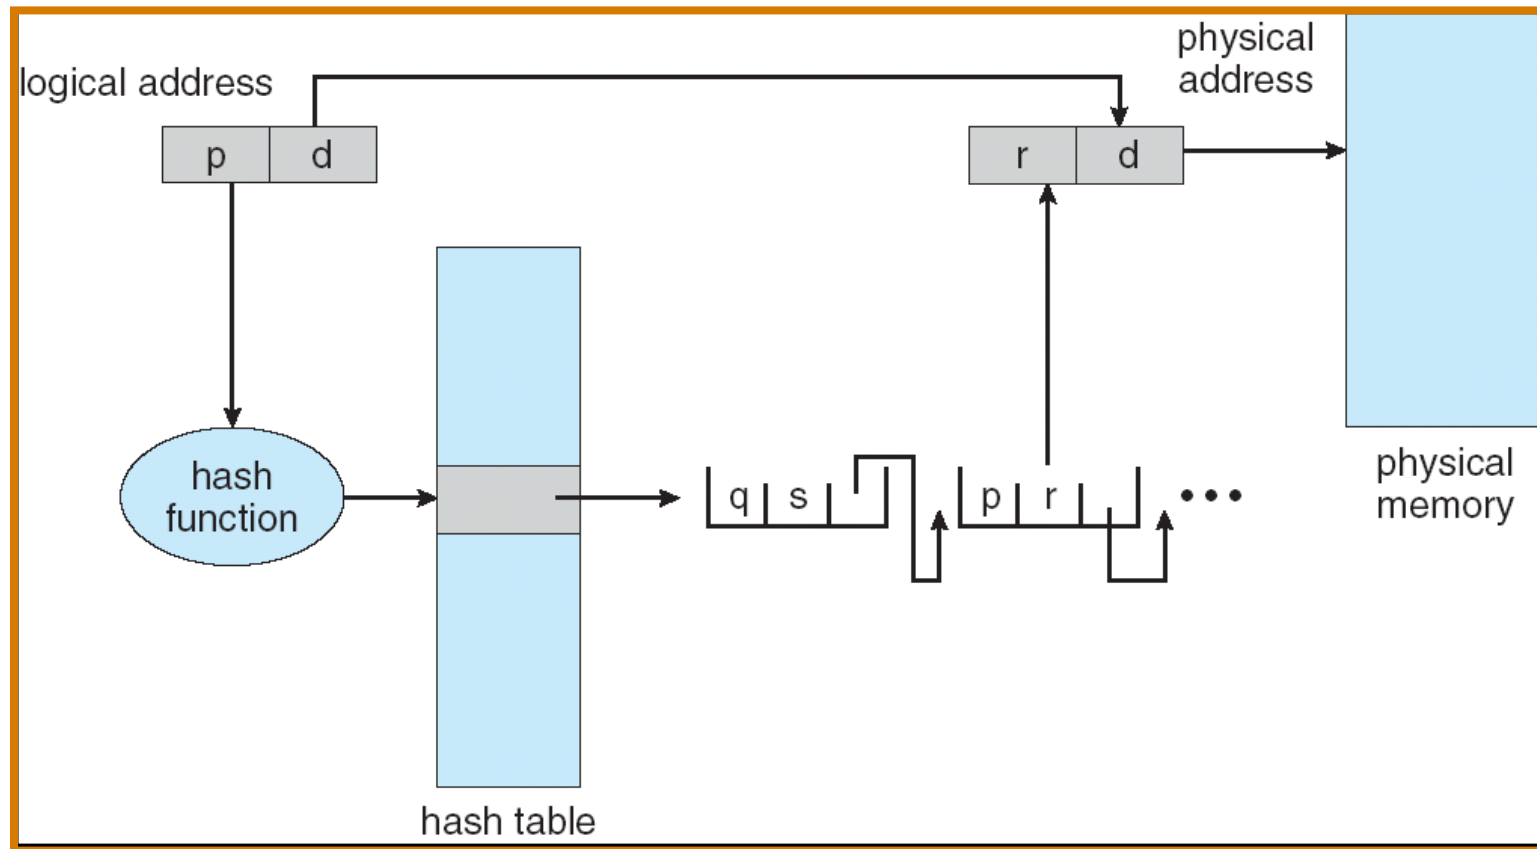 physical
address
logical address
p d
r d
hash
function
q s
p r
physical
memory
hash table